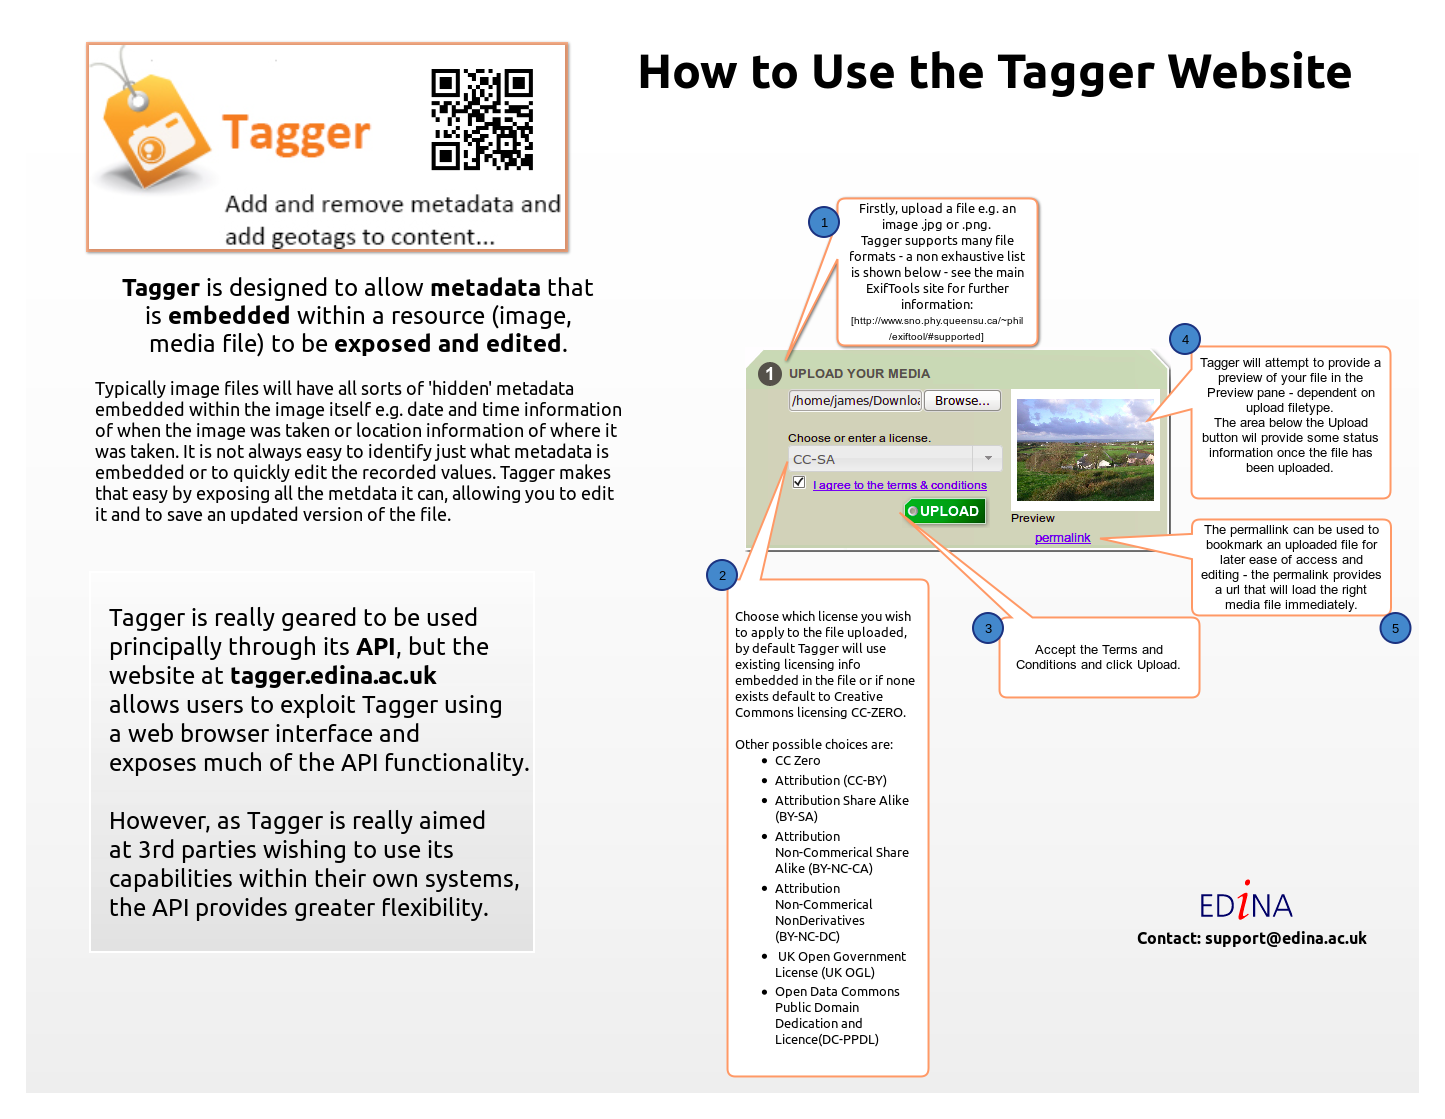 Tagger
Add and remove metadata and
add geotags to content...
How to Use the Tagger Website
Tagger is designed to allow metadata that
is embedded within a resource (image,
media file) to be exposed and edited.
Typically image files will have all sorts of 'hidden' metadata
embedded within the image itself e.g. date and time information
of when the image was taken or location information of where it
was taken. It is not always easy to identify just what metadata is
embedded or to quickly edit the recorded values. Tagger makes
that easy by exposing all the metdata it can, allowing you to edit
it and to save an updated version of the file.
Tagger is really geared to be used
principally through its API, but the
website at tagger.edina.ac.uk
allows users to exploit Tagger using
a web browser interface and
exposes much of the API functionality.
However, as Tagger is really aimed
at 3rd parties wishing to use its
capabilities within their own systems,
the API provides greater flexibility.
1
Firstly, upload a file e.g. an
image .jpg or .png.
Tagger supports many file
formats - a non exhaustive list
is shown below - see the main
ExifTools site for further
information:
[http://www.sno.phy.queensu.ca/~phil
/exiftool/#supported]
1 UPLOAD YOUR MEDIA
/home/james/Downloa Browse...
Choose or enter a license.
CC-SA
I agree to the terms & conditions
UPLOAD
Preview
permalink
4
Tagger will attempt to provide a
preview of your file in the
Preview pane - dependent on
upload filetype.
The area below the Upload
button wil provide some status
information once the file has
been uploaded.
The permallink can be used to
bookmark an uploaded file for
later ease of access and
editing - the permalink provides
a url that will load the right
media file immediately.
5
2
Choose which license you wish
to apply to the file uploaded,
by default Tagger will use
existing licensing info
embedded in the file or if none
exists default to Creative
Commons licensing CC-ZERO.
Other possible choices are:
• CC Zero
• Attribution (CC-BY)
• Attribution Share Alike
(BY-SA)
• Attribution
Non-Commerical Share
Alike (BY-NC-CA)
• Attribution
Non-Commerical
NonDerivatives
(BY-NC-DC)
• UK Open Government
License (UK OGL)
• Open Data Commons
Public Domain
Dedication and
Licence(DC-PPDL)
3
Accept the Terms and
Conditions and click Upload.
EDiNA
Contact: support@edina.ac.uk